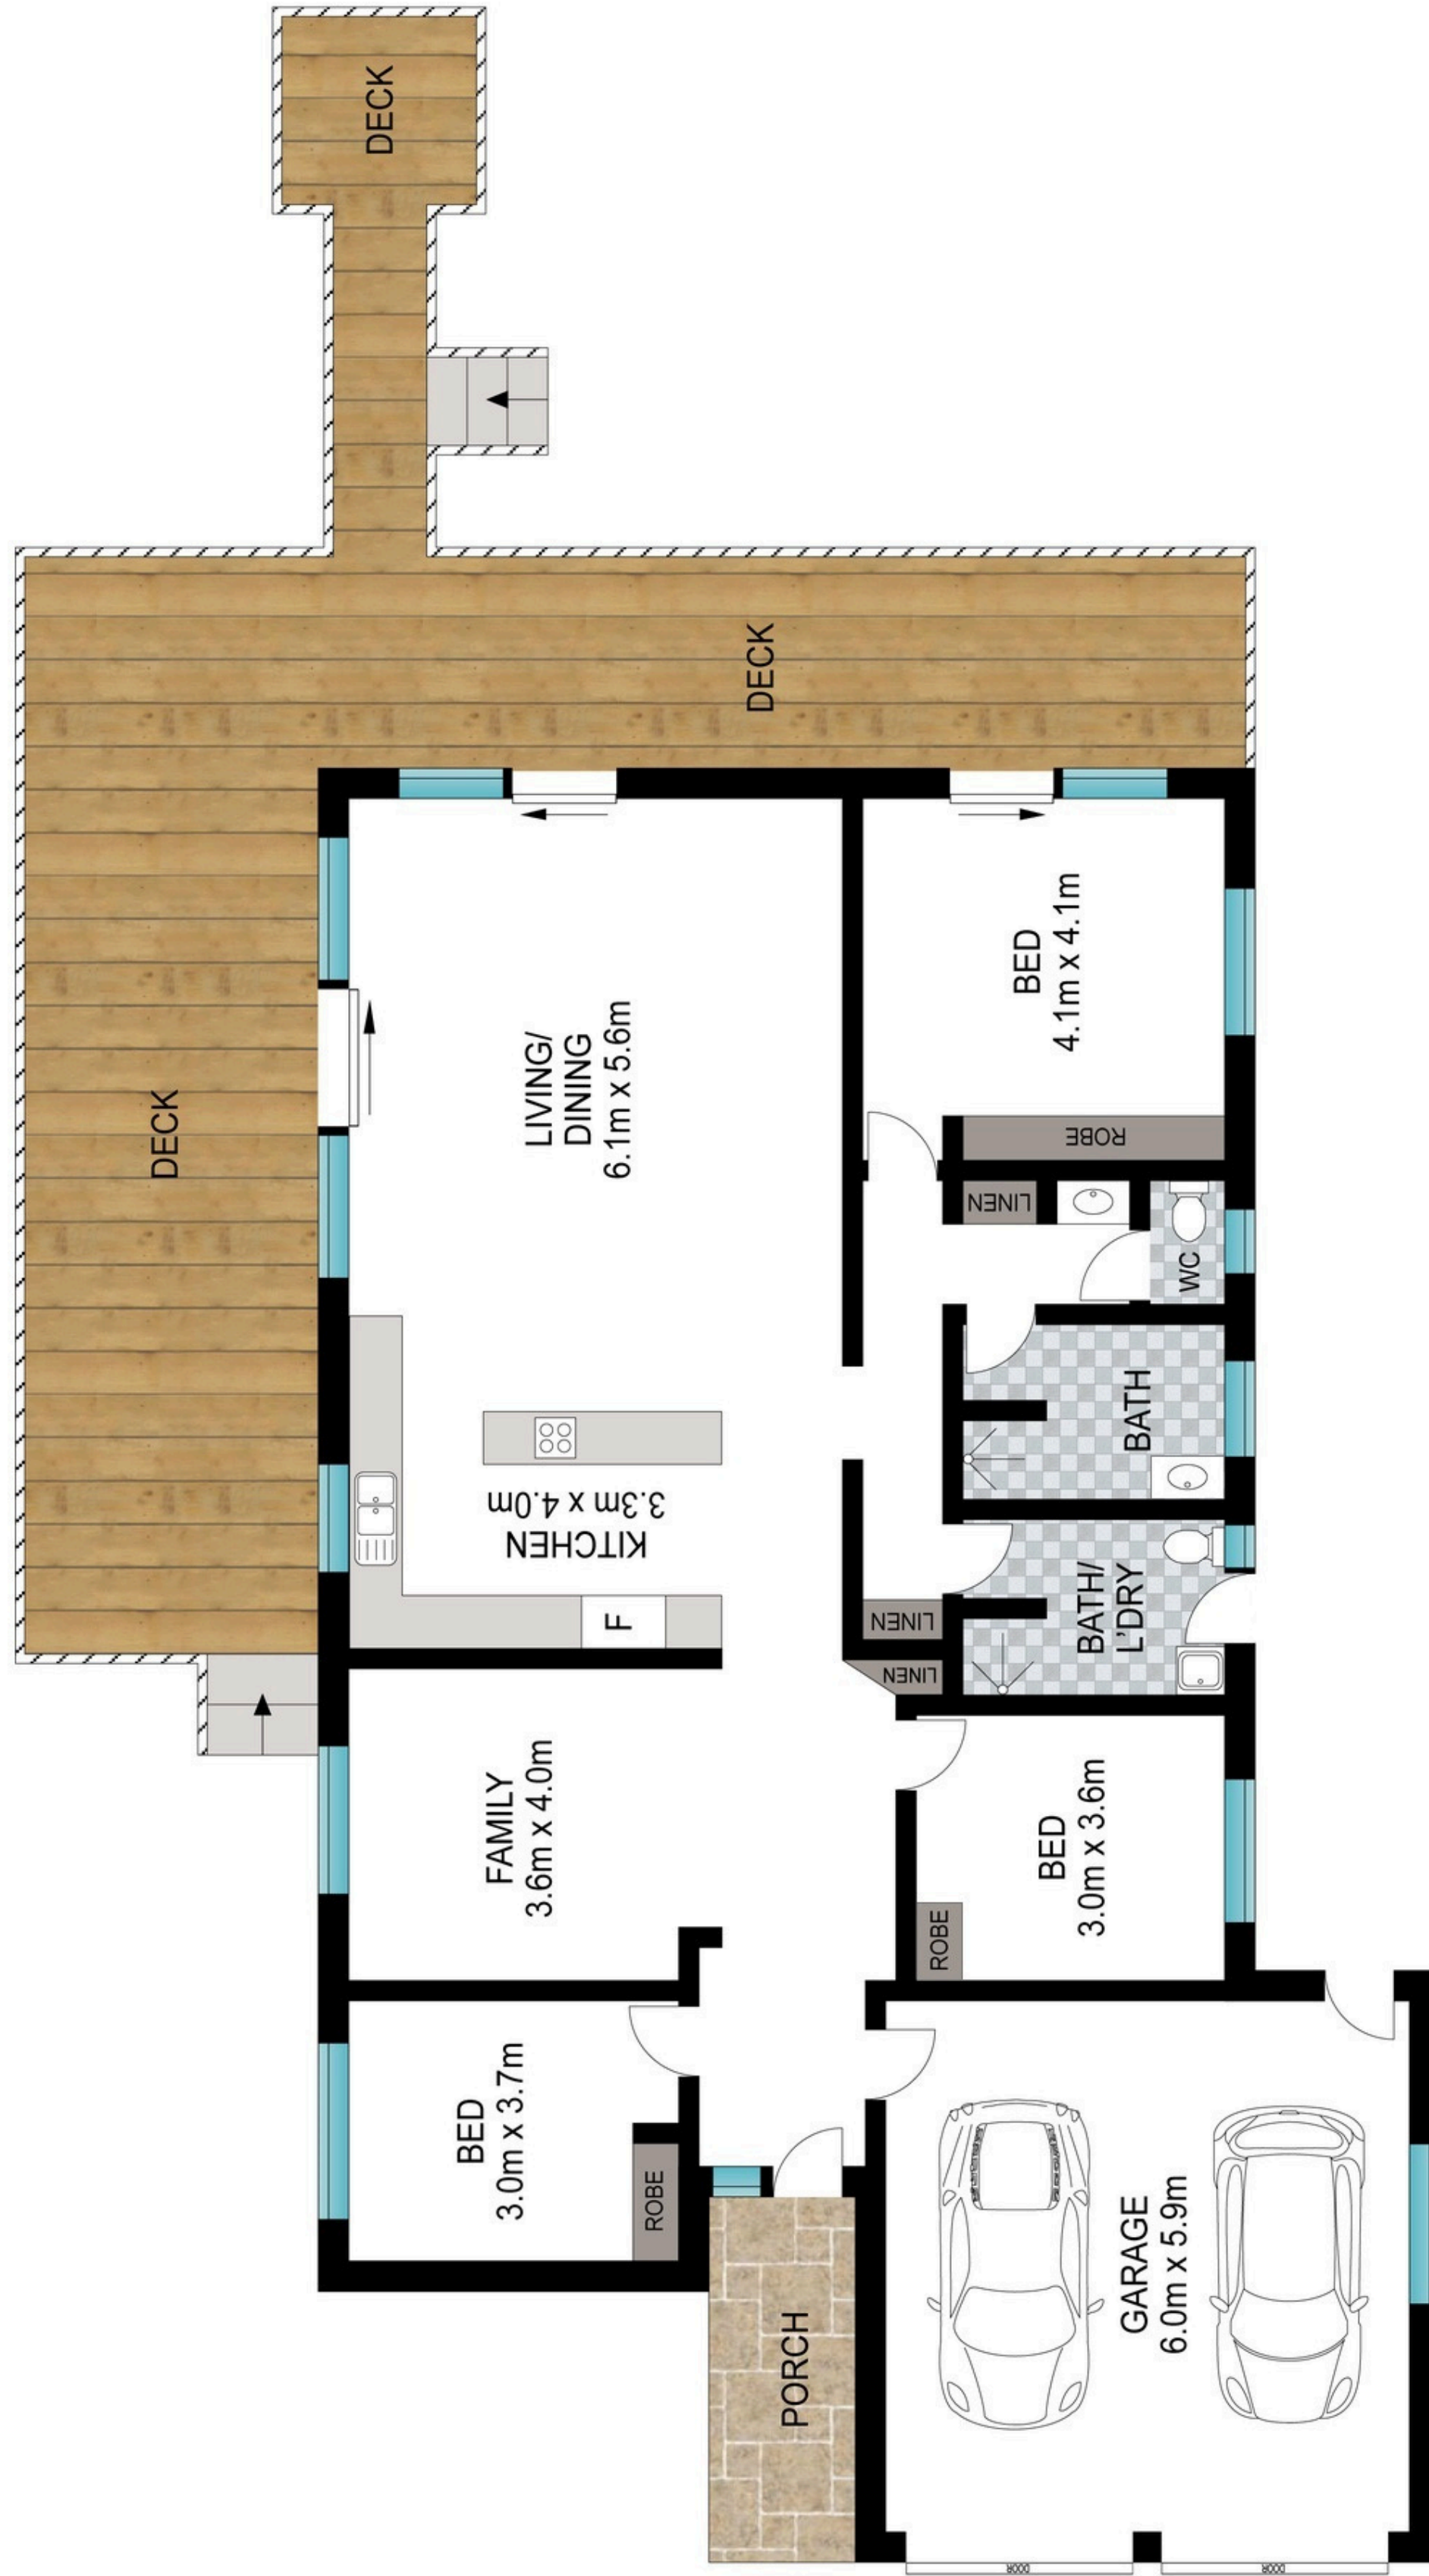 DECK
DECK
DECK
LIVING/
DINING
6.1m x 5.6m
BED
4.1m x 4.1m
ROBE
LINEN
WC
BATH
KITCHEN
3.3m x 4.0m
F
BATH/
L'DRY
LINEN
LINEN
FAMILY
3.6m x 4.0m
BED
3.0m x 3.6m
ROBE
BED
3.0m x 3.7m
ROBE
PORCH
GARAGE
6.0m x 5.9m
DOOR
DOOR